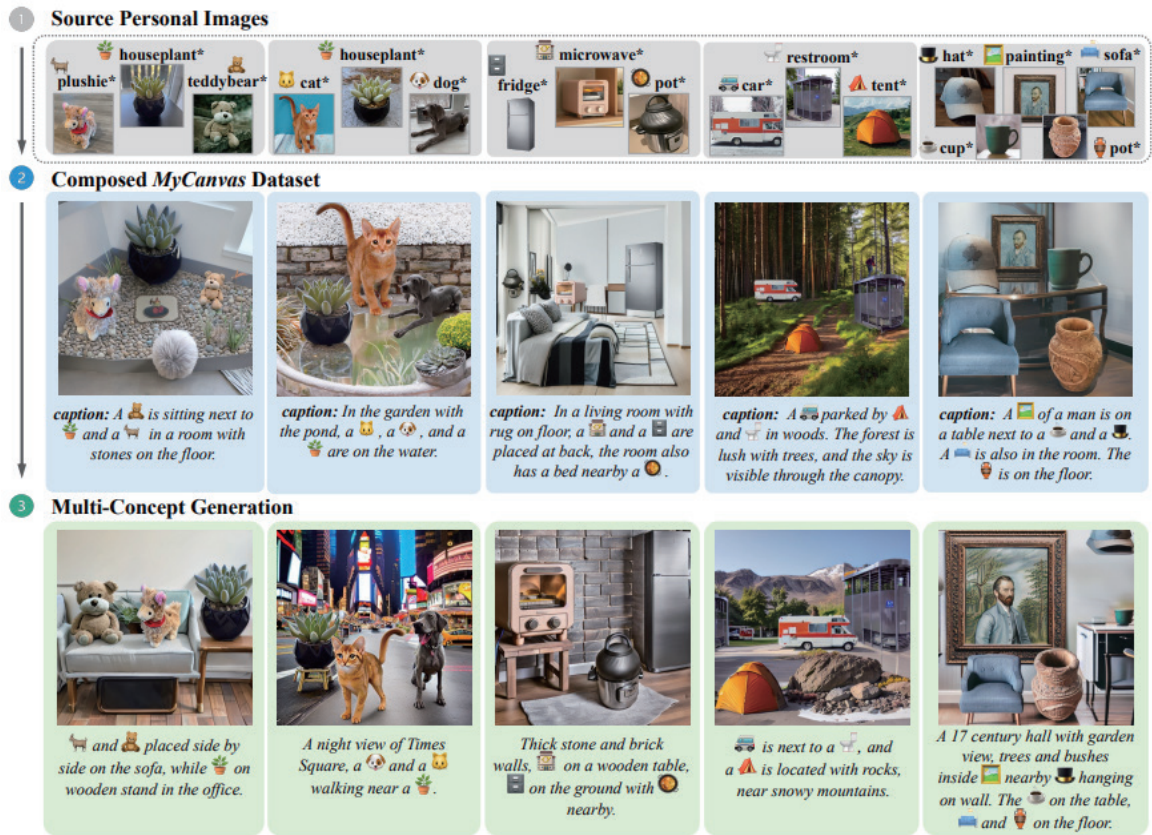 1 Source Personal Images
houseplant*
plushie* teddybear*
houseplant*
cat* dog*
microwave*
fridge* pot*
restroom*
car* tent*
hat* painting* sofa*
cup* pot*
2 Composed MyCanvas Dataset
caption: A 🧸 is sitting next to
🪴 and a 🐐 in a room with
stones on the floor.
caption: In the garden with
the pond, a 🐱, a 🐶, and a
🪴 are on the water.
caption: In a living room with
rug on floor, a 🏪 and a 🗄️ are
placed at back, the room also
has a bed nearby a 🥘.
caption: A 🚙 parked by ⛺
and 🚽 in woods. The forest is
lush with trees, and the sky is
visible through the canopy.
caption: A 🖼️ of a man is on
a table next to a ☕ and a 🎩.
A 🛋️ is also in the room. The
🏺 is on the floor.
3 Multi-Concept Generation
🐐 and 🧸 placed side by
side on the sofa, while 🪴 on
wooden stand in the office.
A night view of Times
Square, a 🐶 and a 🐱
walking near a 🪴.
Thick stone and brick
walls, 🏪 on a wooden table,
🗄️ on the ground with 🥘
nearby.
🚙 is next to a 🚽, and
a ⛺ is located with rocks,
near snowy mountains.
A 17 century hall with garden
view, trees and bushes
inside 🖼️ nearby 🎩 hanging
on wall. The ☕ on the table,
🛋️ and 🏺 on the floor.